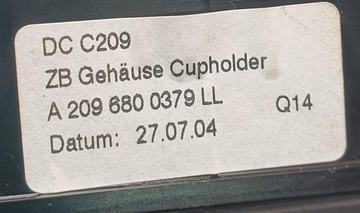 DC C209
ZB Gehäuse Cupholder
A 209 680 0379 LL Q14
Datum: 27.07.04